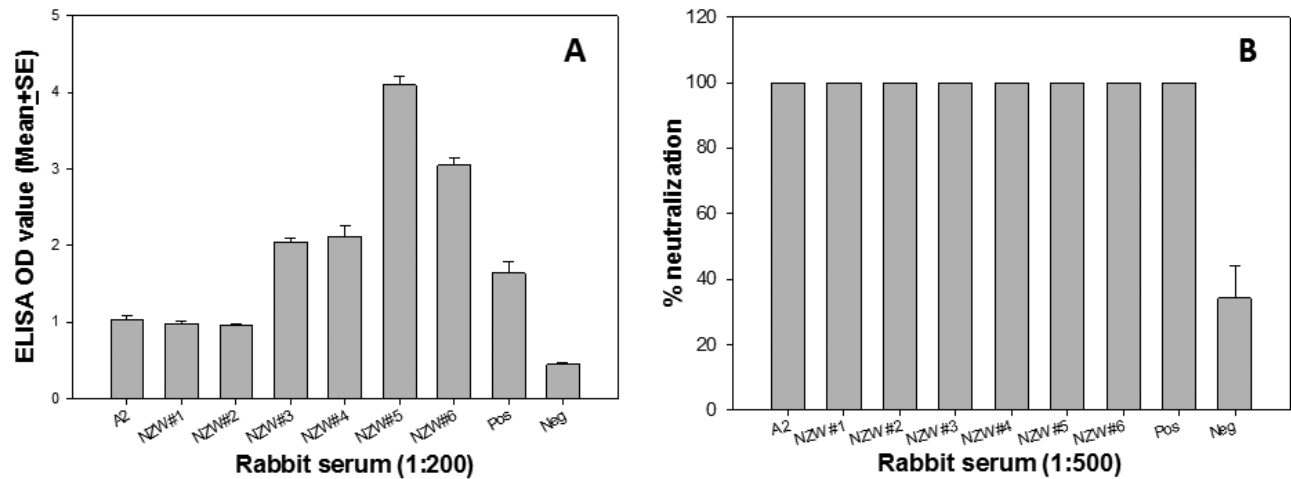 A
ELISA OD value (Mean±SE)
5
4
3
2
1
0
A2
NZW#1
NZW#2
NZW#3
NZW#4
NZW#5
NZW#6
Pos
Neg
Rabbit serum (1:200)
B
% neutralization
120
100
80
60
40
20
0
A2
NZW#1
NZW#2
NZW#3
NZW#4
NZW#5
NZW#6
Pos
Neg
Rabbit serum (1:500)